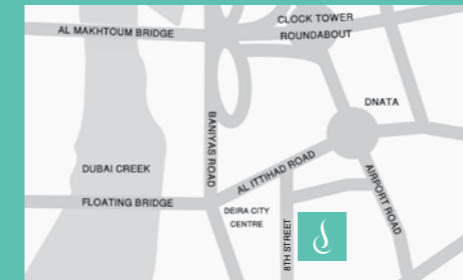 CLOCK TOWER
ROUNDABOUT
AL MAKHTOUM BRIDGE
DNATA
BANIYAS ROAD
DUBAI CREEK
AL ITTIHAD ROAD
AIRPORT ROAD
FLOATING BRIDGE
DEIRA CITY
CENTRE
8TH STREET